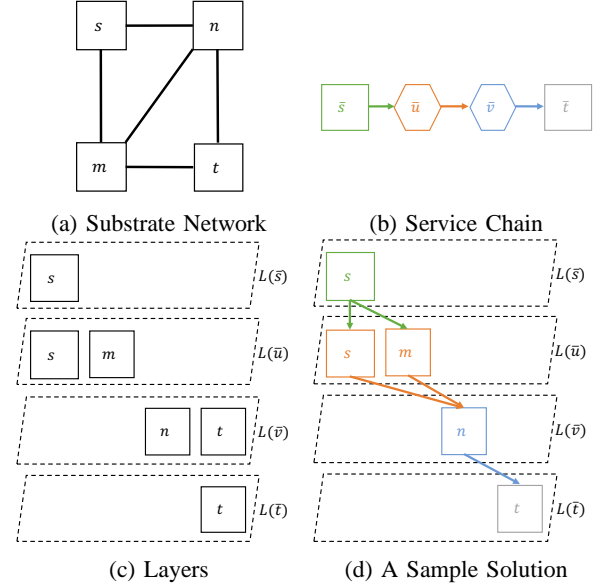 s n
m t
s̄ ū v̄ t̄
(a) Substrate Network
(b) Service Chain
s L(s̄)
s m L(ū)
n t L(v̄)
t L(t̄)
(c) Layers
s L(s̄)
s m L(ū)
n L(v̄)
t L(t̄)
(d) A Sample Solution